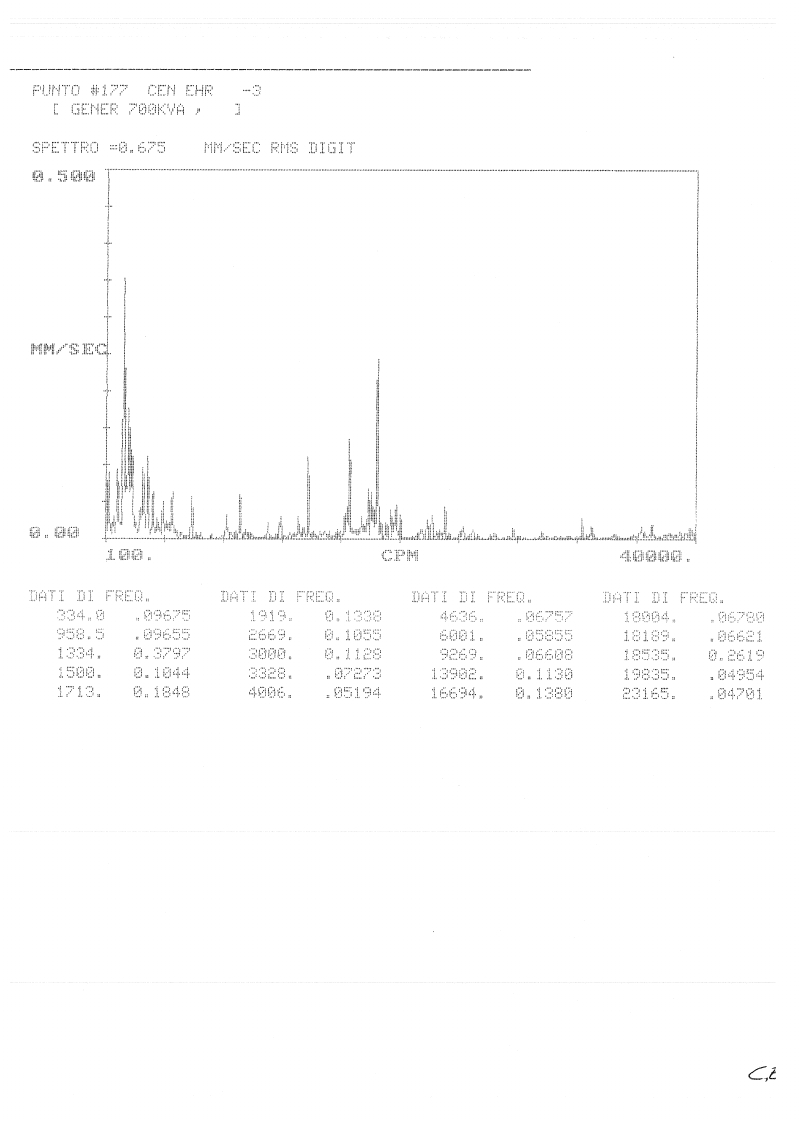 PUNTO #177 CEN EHR -3
[ GENER 700KVA , ]
SPETTRO =0.675 MM/SEC RMS DIGIT
0.500
MM/SEC
0.00
100. CPM 40000.
DATI DI FREQ. DATI DI FREQ. DATI DI FREQ. DATI DI FREQ.
334.0 .09675 1919. 0.1338 4636. .06757 18004. .06780
958.5 .09655 2669. 0.1055 6001. .05855 18189. .06621
1334. 0.3797 3000. 0.1128 9269. .06608 18535. 0.2619
1500. 0.1044 3328. .07273 13902. 0.1130 19835. .04954
1713. 0.1848 4006. .05194 16694. 0.1380 23165. .04701